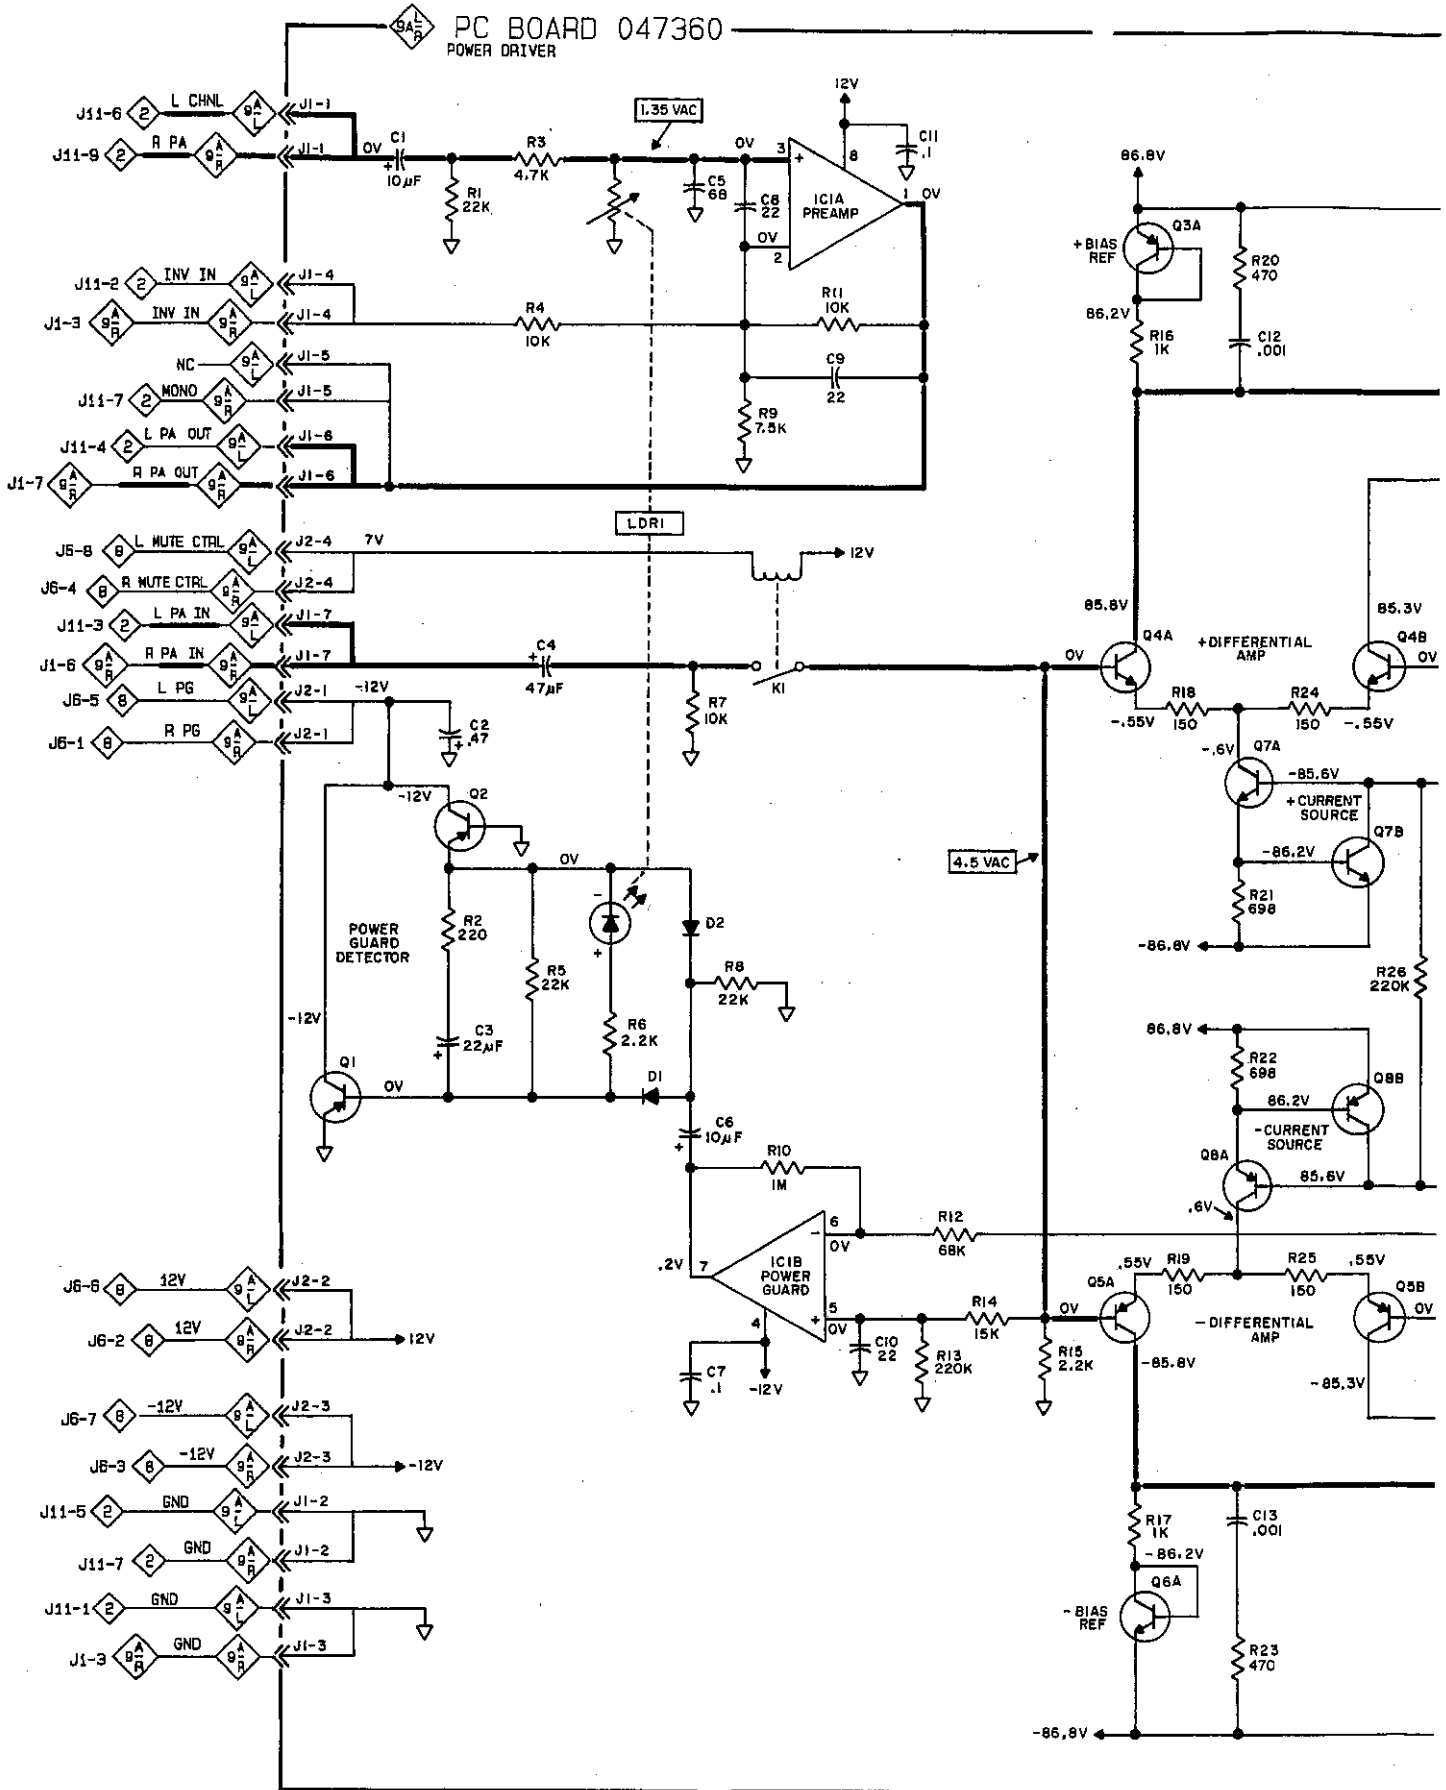 9A L/R PC BOARD 047360
POWER DRIVER
J11-6 2 L CHNL 9A/L J1-1
J11-9 2 R PA 9A/R J1-1
0V
C1
+ 10µF
R1
22K
R3
4.7K
1.35 VAC
C5
68
0V
C8
22
0V
3 +
2
IC1A
PREAMP
8
12V
C11
.1
1 0V
J11-2 2 INV IN 9A/L J1-4
J1-3 9A/R INV IN 9A/R J1-4
R4
10K
R11
10K
C9
22
R9
7.5K
NC 9A/L J1-5
J11-7 2 MONO 9A/R J1-5
J11-4 2 L PA OUT 9A/L J1-6
J1-7 9A/R R PA OUT 9A/R J1-6
LDR1
J6-8 8 L MUTE CTRL 9A/L J2-4 7V
12V
J6-4 8 R MUTE CTRL 9A/R J2-4
J11-3 2 L PA IN 9A/L J1-7
J1-6 9A/R R PA IN 9A/R J1-7
+ C4
47µF
R7
10K
K1
J6-5 8 L PG 9A/L J2-1 -12V
J6-1 8 R PG 9A/R J2-1
C2
+ .47
-12V
Q2
0V
POWER
GUARD
DETECTOR
R2
220
R5
22K
-
+
D2
R8
22K
R6
2.2K
C3
+ 22µF
-12V
Q1
0V
D1
C6
+ 10µF
R10
1M
.2V
7
IC1B
POWER
GUARD
6
-
0V
5
+
0V
4
-12V
C7
.1
R12
68K
R14
15K
C10
22
R13
220K
R15
2.2K
4.5 VAC
J6-6 8 12V 9A/L J2-2
J6-2 8 12V 9A/R J2-2 12V
J6-7 8 -12V 9A/L J2-3
J6-3 8 -12V 9A/R J2-3 -12V
J11-5 2 GND 9A/L J1-2
J11-7 2 GND 9A/R J1-2
J11-1 2 GND 9A/L J1-3
J1-3 9A/R GND 9A/R J1-3
86.8V
Q3A
+BIAS
REF
86.2V
R16
1K
R20
470
C12
.001
85.8V
85.3V
Q4A
+DIFFERENTIAL
AMP
Q4B
0V
0V
-.55V
R18
150
R24
150
-.55V
-.6V
Q7A
-85.6V
+CURRENT
SOURCE
Q7B
-86.2V
R21
698
-86.8V
R26
220K
86.8V
R22
698
Q8B
86.2V
-CURRENT
SOURCE
Q8A
85.6V
.6V
.55V
R19
150
R25
150
.55V
Q5A
0V
-DIFFERENTIAL
AMP
Q5B
0V
-85.8V
-85.3V
R17
1K
-86.2V
Q6A
-BIAS
REF
C13
.001
R23
470
-86.8V